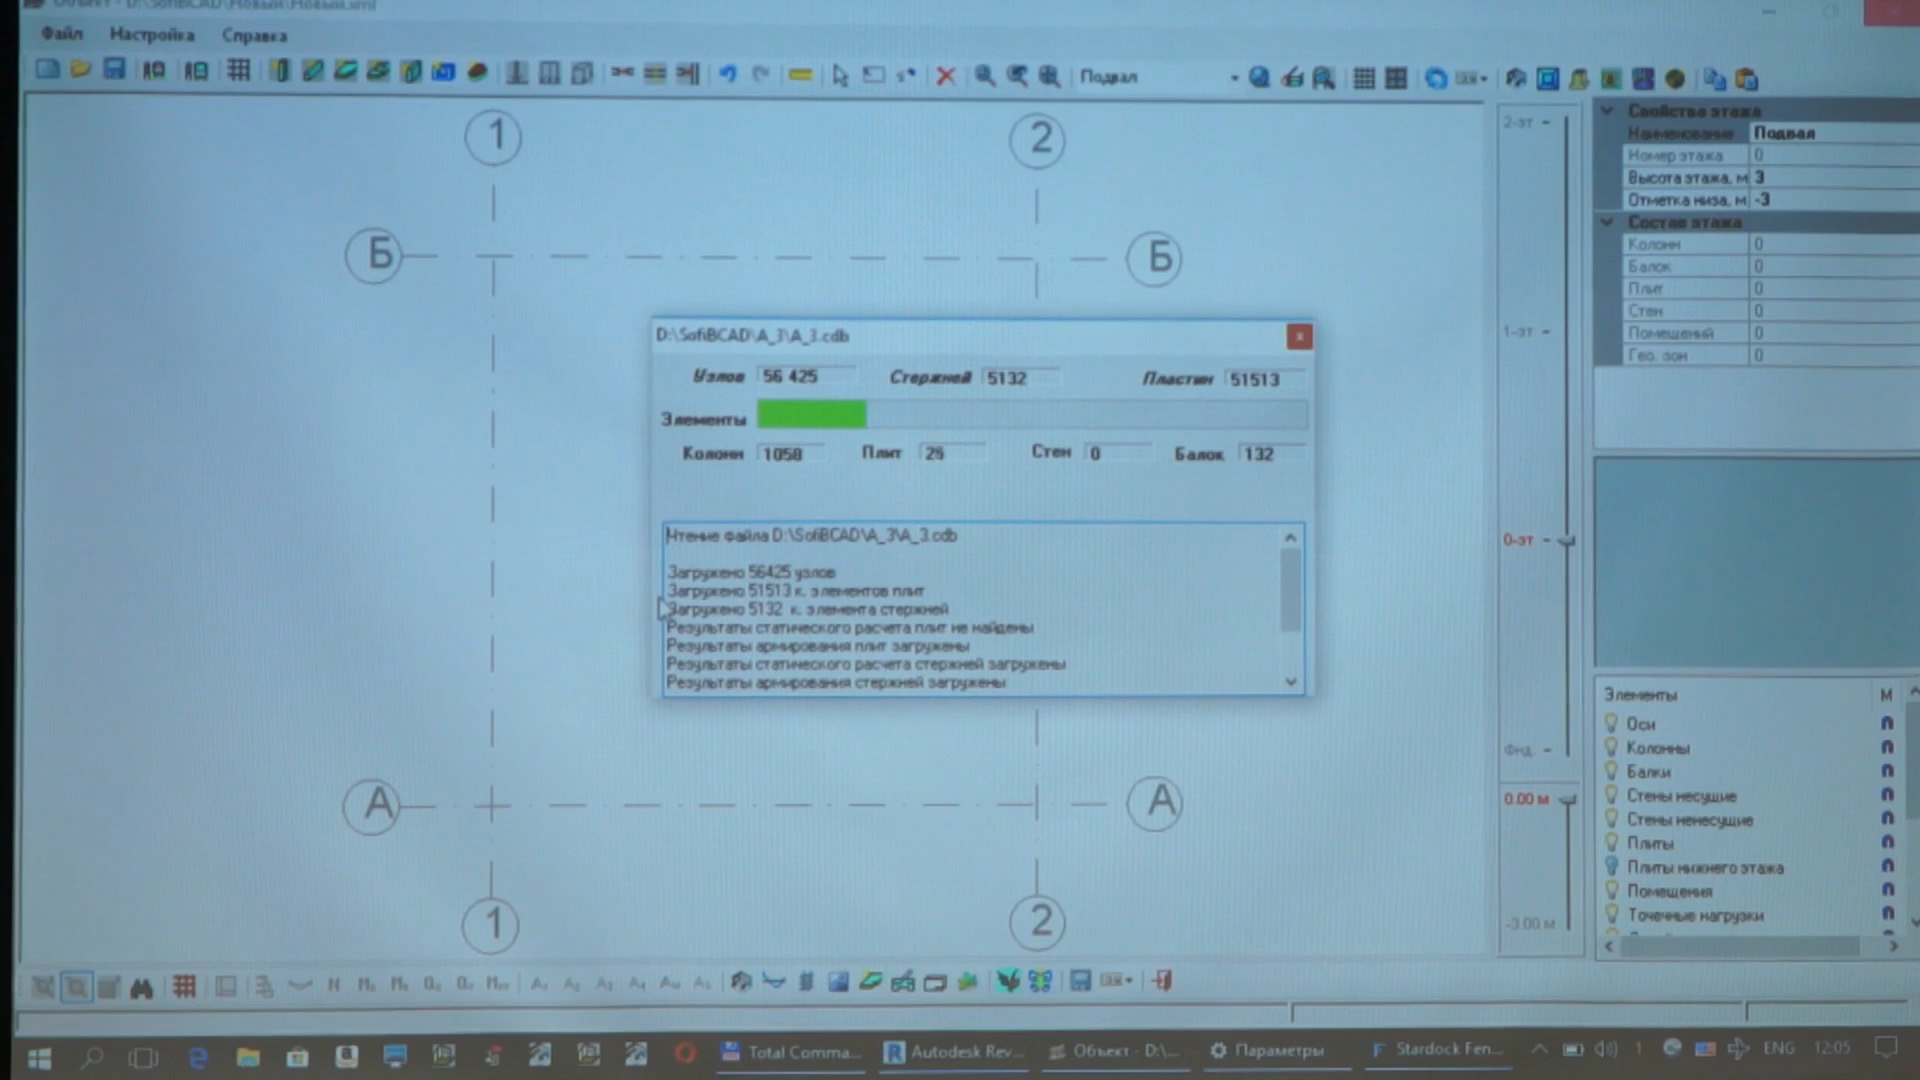 Объект - D:\SofiBCAD\Новый\Новый.xml
Файл Настройка Справка
Подвал
1 2
Б Б
А А
1 2
D:\SofiBCAD\A_3\A_3.cdb
Узлов 56 425 Стержней 5132 Пластин 51513
Элементы
Колонн 1058 Плит 26 Стен 0 Балок 132
Чтение файла D:\SofiBCAD\A_3\A_3.cdb
Загружено 56425 узлов
Загружено 51513 к. элементов плит
Загружено 5132 к. элемента стержней
Результаты статического расчета плит не найдены
Результаты армирования плит загружены
Результаты статического расчета стержней загружены
Результаты армирования стержней загружены
2-эт
1-эт
0-эт
Фнд.
0.00 м
-3.00 м
Свойства этажа
Наименование Подвал
Номер этажа 0
Высота этажа, м 3
Отметка низа, м -3
Состав этажа
Колонн 0
Балок 0
Плит 0
Стен 0
Помещений 0
Гео. зон 0
Элементы М
Оси
Колонны
Балки
Стены несущие
Стены ненесущие
Плиты
Плиты нижнего этажа
Помещения
Точечные нагрузки
Total Comma... Autodesk Rev... Объект - D:\... Параметры Stardock Fen... ENG 12:05